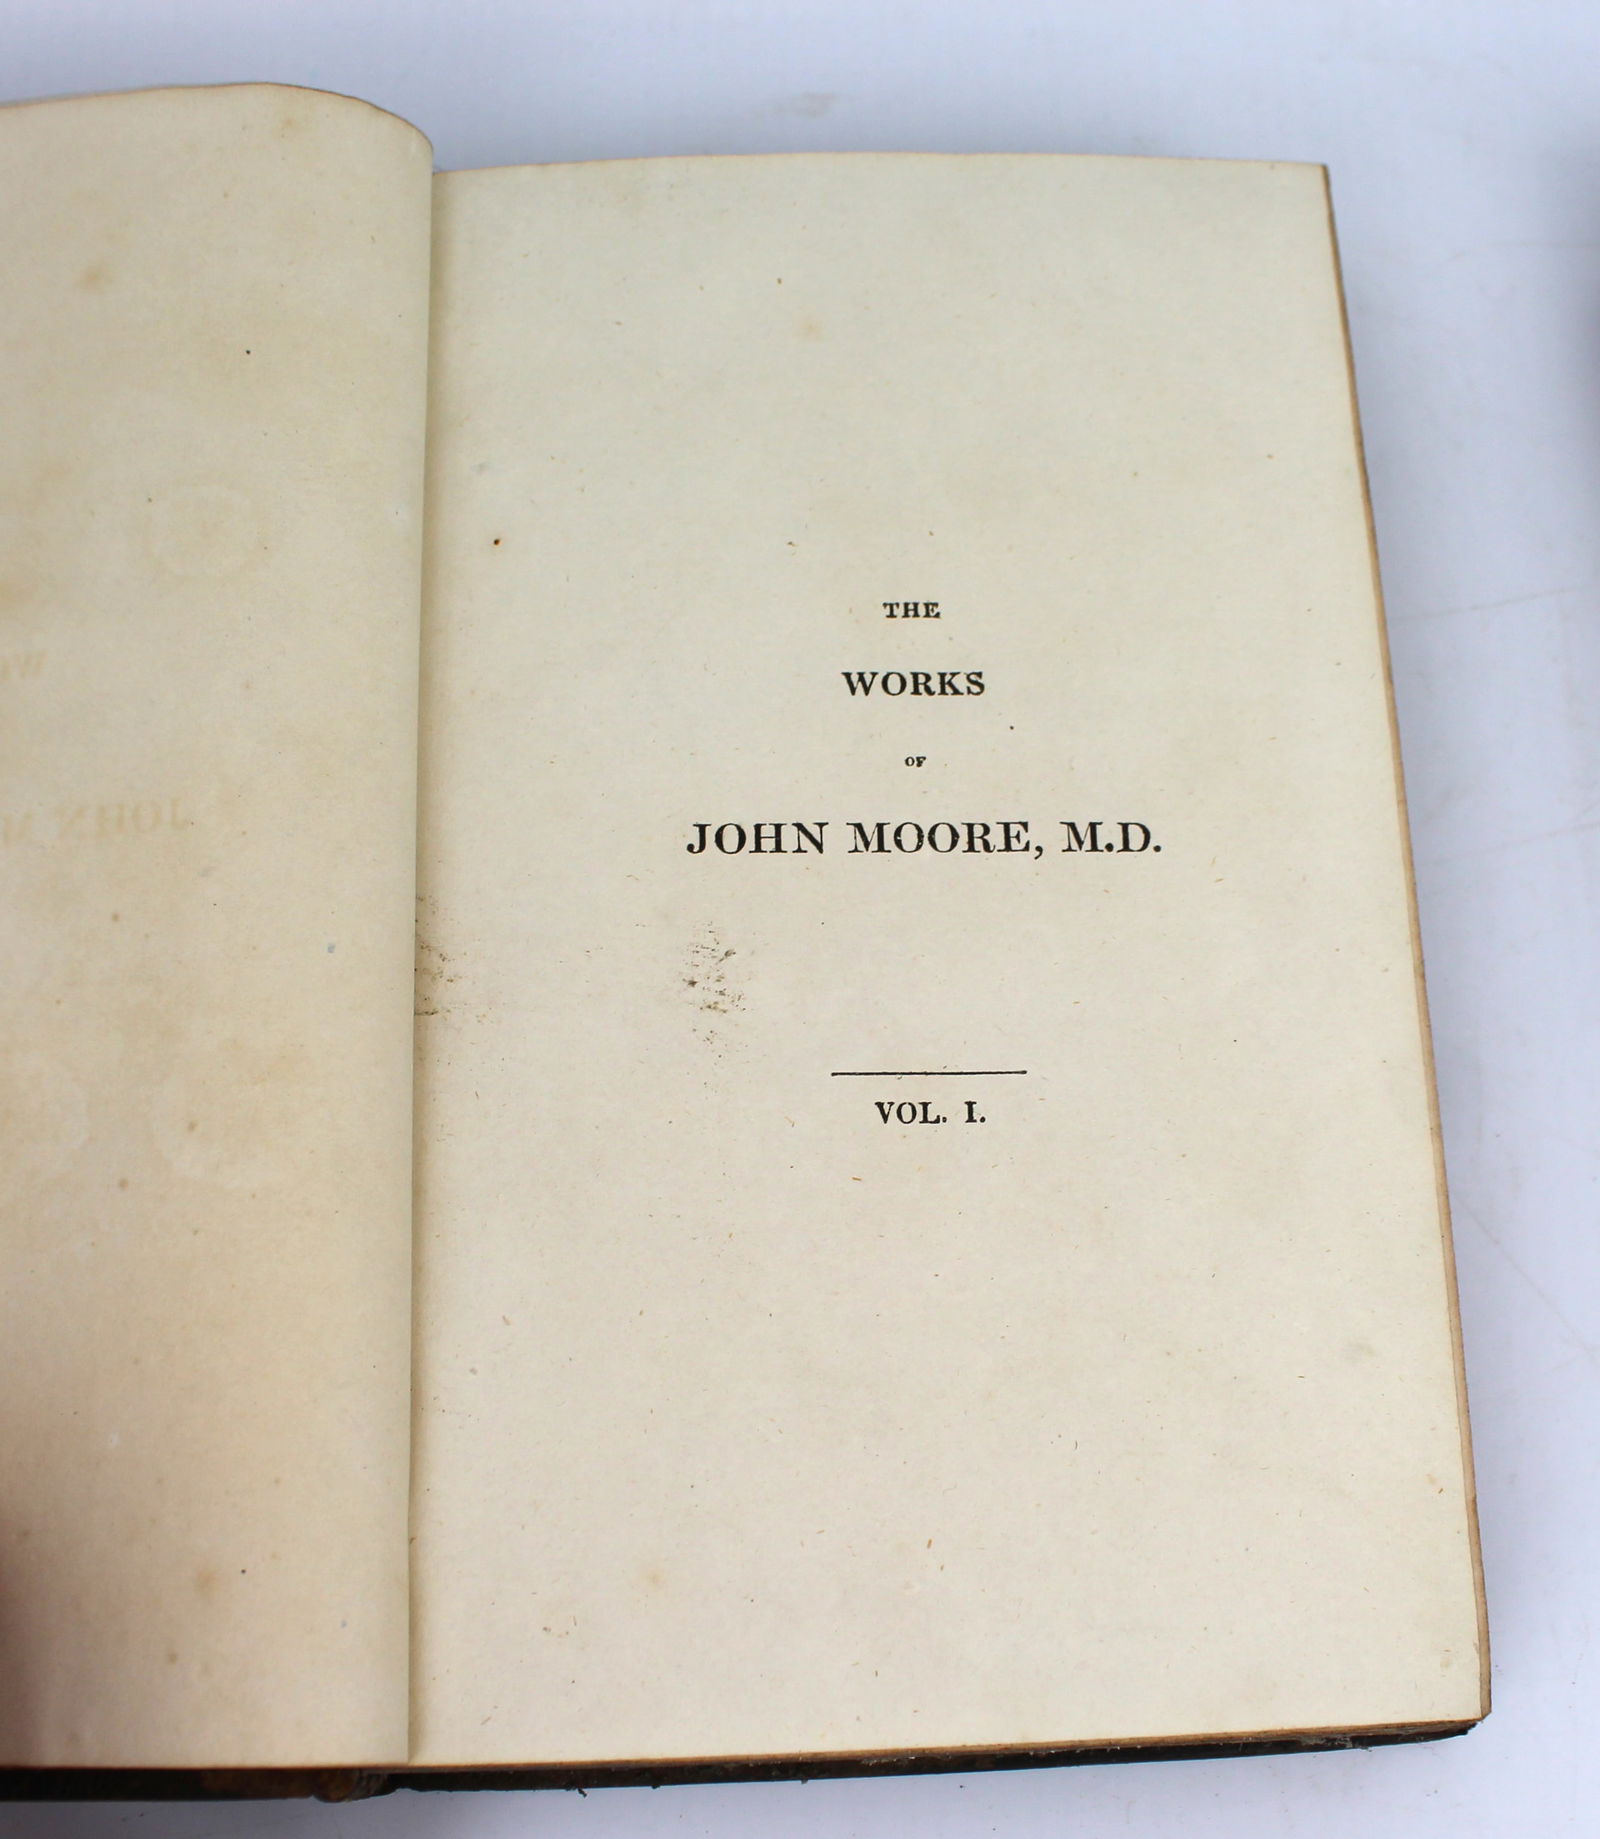 THE
WORKS
OF
JOHN MOORE, M.D.
VOL. I.